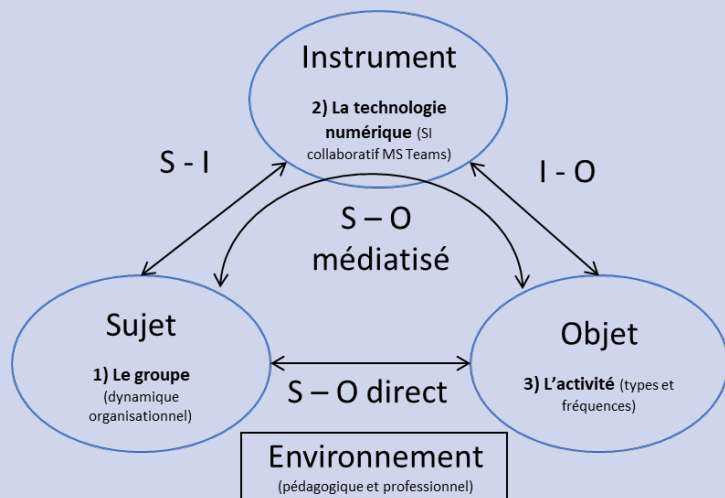 Instrument
2) La technologie
numérique (SI
collaboratif MS Teams)
S - I
I - O
S – O
médiatisé
Sujet
1) Le groupe
(dynamique
organisationnel)
Objet
3) L’activité (types et
fréquences)
S – O direct
Environnement
(pédagogique et professionnel)